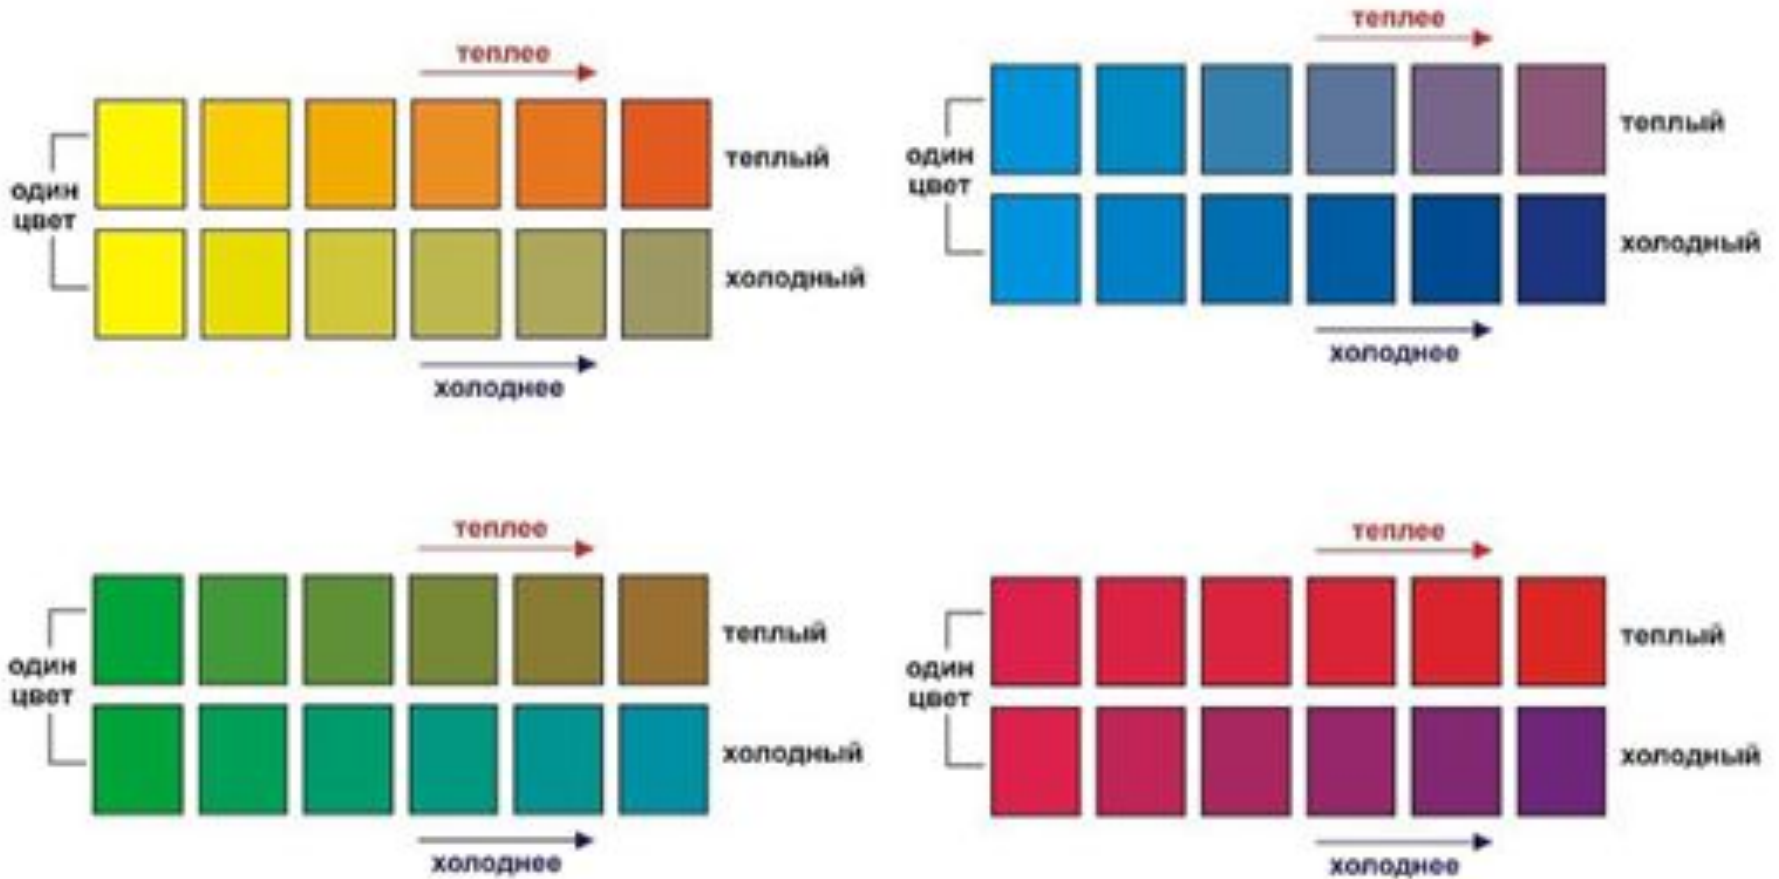 теплее
один
цвет
теплый
холодный
холоднее
теплее
один
цвет
теплый
холодный
холоднее
теплее
один
цвет
теплый
холодный
холоднее
теплее
один
цвет
теплый
холодный
холоднее